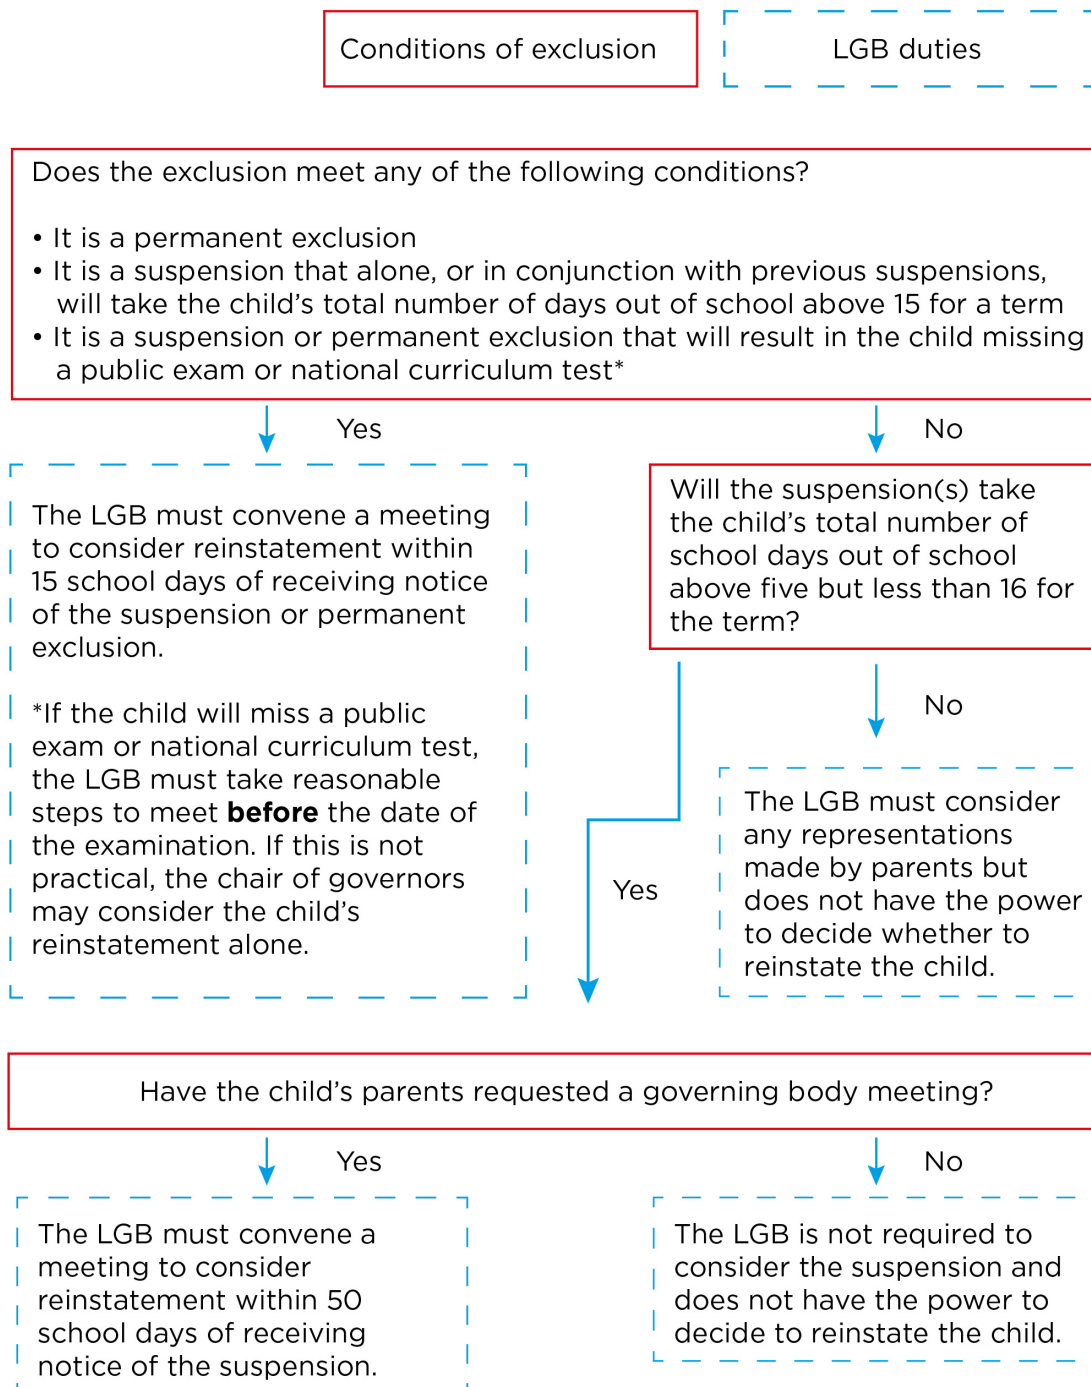 Conditions of exclusion
LGB duties
Does the exclusion meet any of the following conditions?
• It is a permanent exclusion
• It is a suspension that alone, or in conjunction with previous suspensions,
will take the child’s total number of days out of school above 15 for a term
• It is a suspension or permanent exclusion that will result in the child missing
a public exam or national curriculum test*
Yes
No
The LGB must convene a meeting
to consider reinstatement within
15 school days of receiving notice
of the suspension or permanent
exclusion.
*If the child will miss a public
exam or national curriculum test,
the LGB must take reasonable
steps to meet before the date of
the examination. If this is not
practical, the chair of governors
may consider the child’s
reinstatement alone.
Will the suspension(s) take
the child’s total number of
school days out of school
above five but less than 16 for
the term?
No
Yes
The LGB must consider
any representations
made by parents but
does not have the power
to decide whether to
reinstate the child.
Have the child’s parents requested a governing body meeting?
Yes
No
The LGB must convene a
meeting to consider
reinstatement within 50
school days of receiving
notice of the suspension.
The LGB is not required to
consider the suspension and
does not have the power to
decide to reinstate the child.